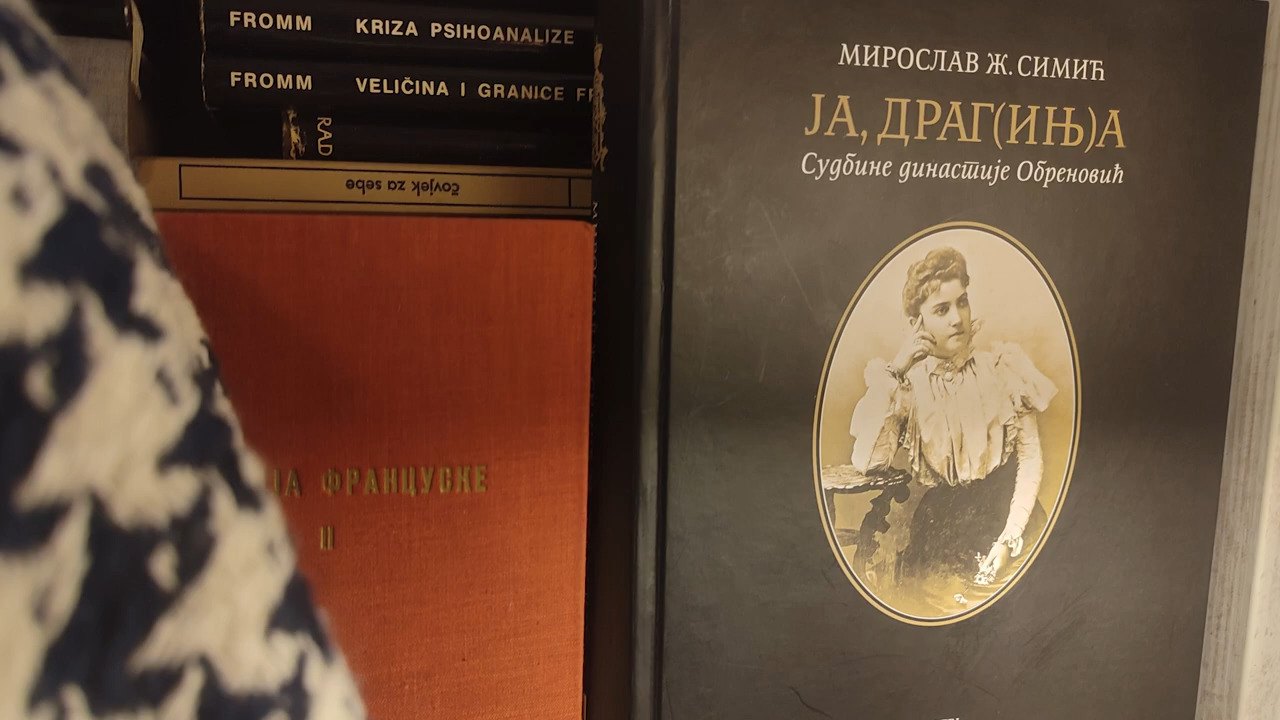 FROMM KRIZA PSIHOANALIZE
FROMM VELIČINA I GRANICE
RAD
čovjek za sebe
ФРАНЦУСКЕ
II
МИРОСЛАВ Ж. СИМИЋ
ЈА, ДРАГ(ИЊ)А
Судбине династије Обреновић